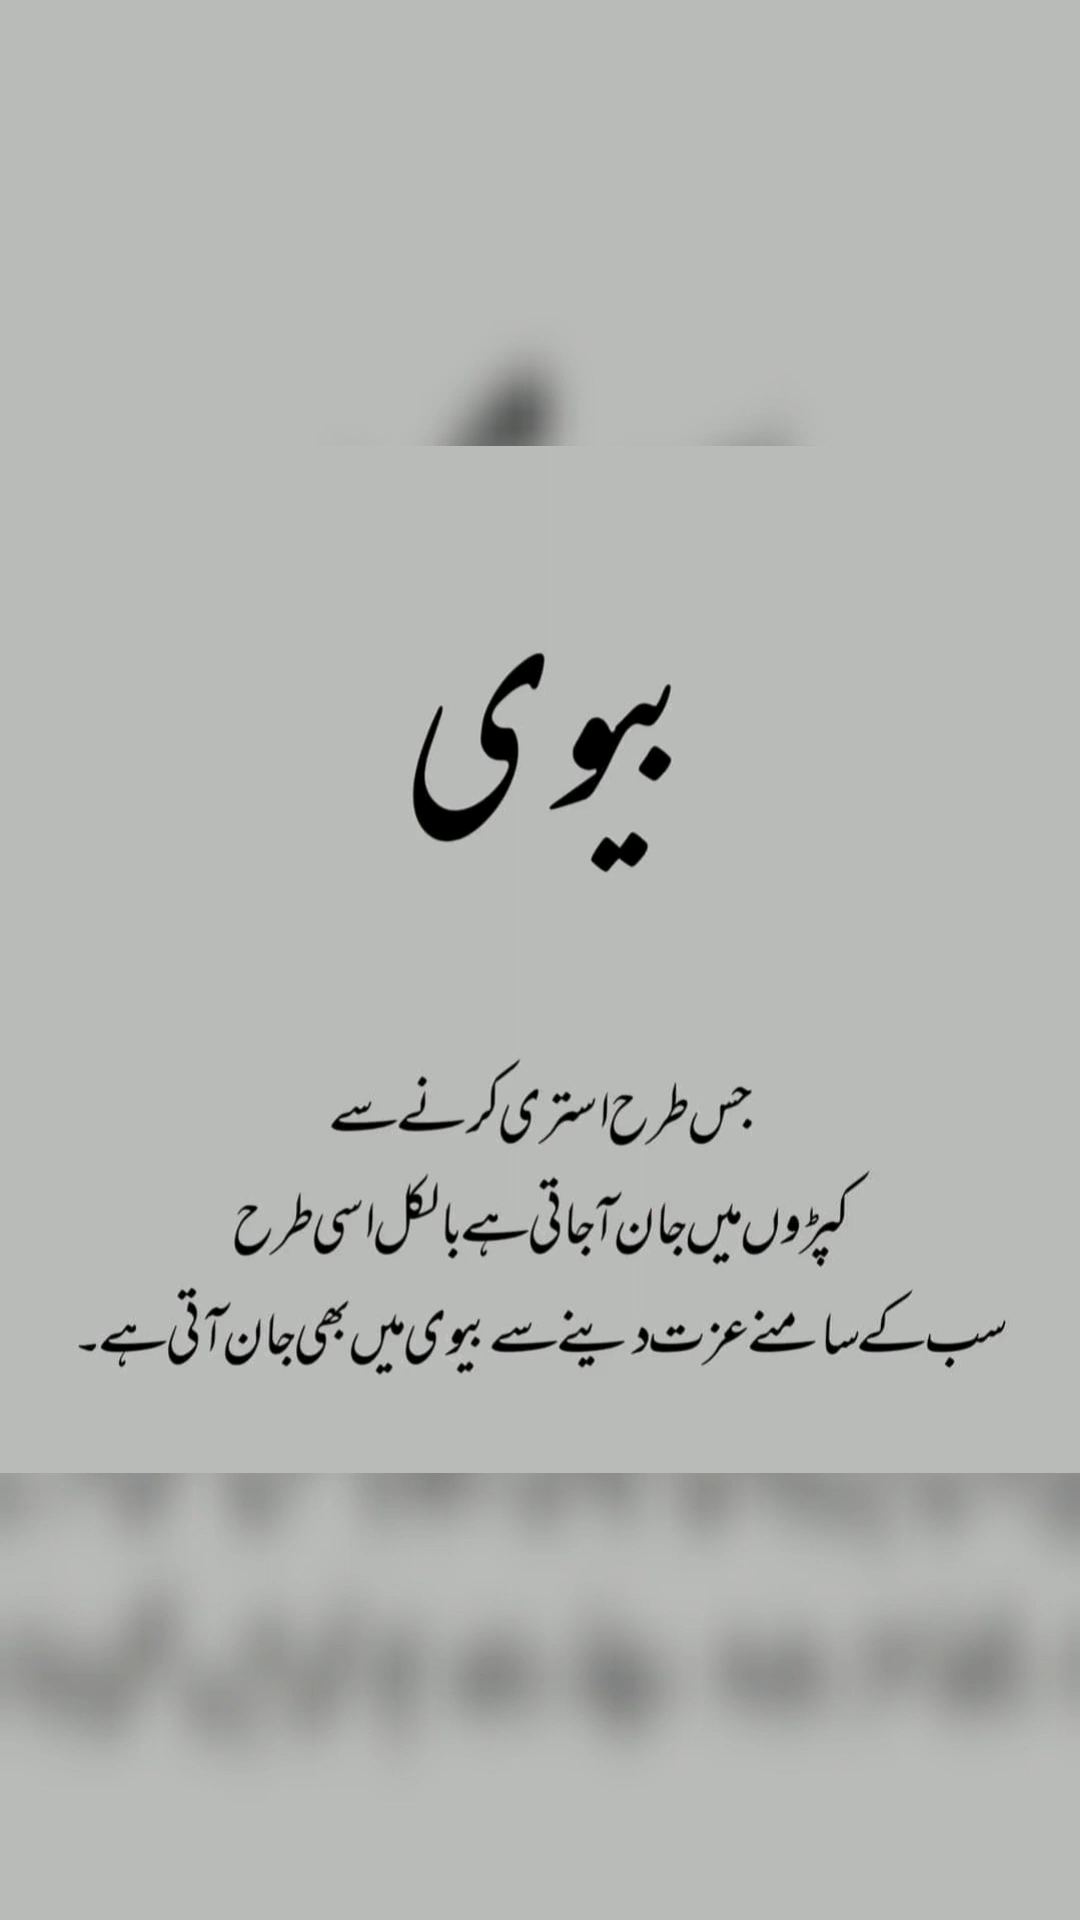 بیوی
جس طرح استری کرنے سے
کپڑوں میں جان آجاتی ہے بالکل اسی طرح
سب کے سامنے عزت دینے سے بیوی میں بھی جان آتی ہے۔